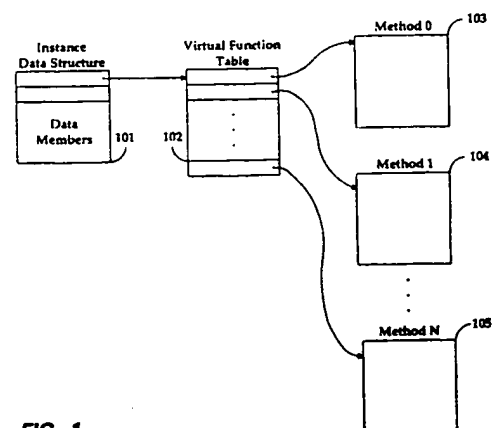 Instance
Data Structure
Virtual Function
Table
Method 0
103
Data
Members
101
102
Method 1
104
Method N
105
FIG. 1